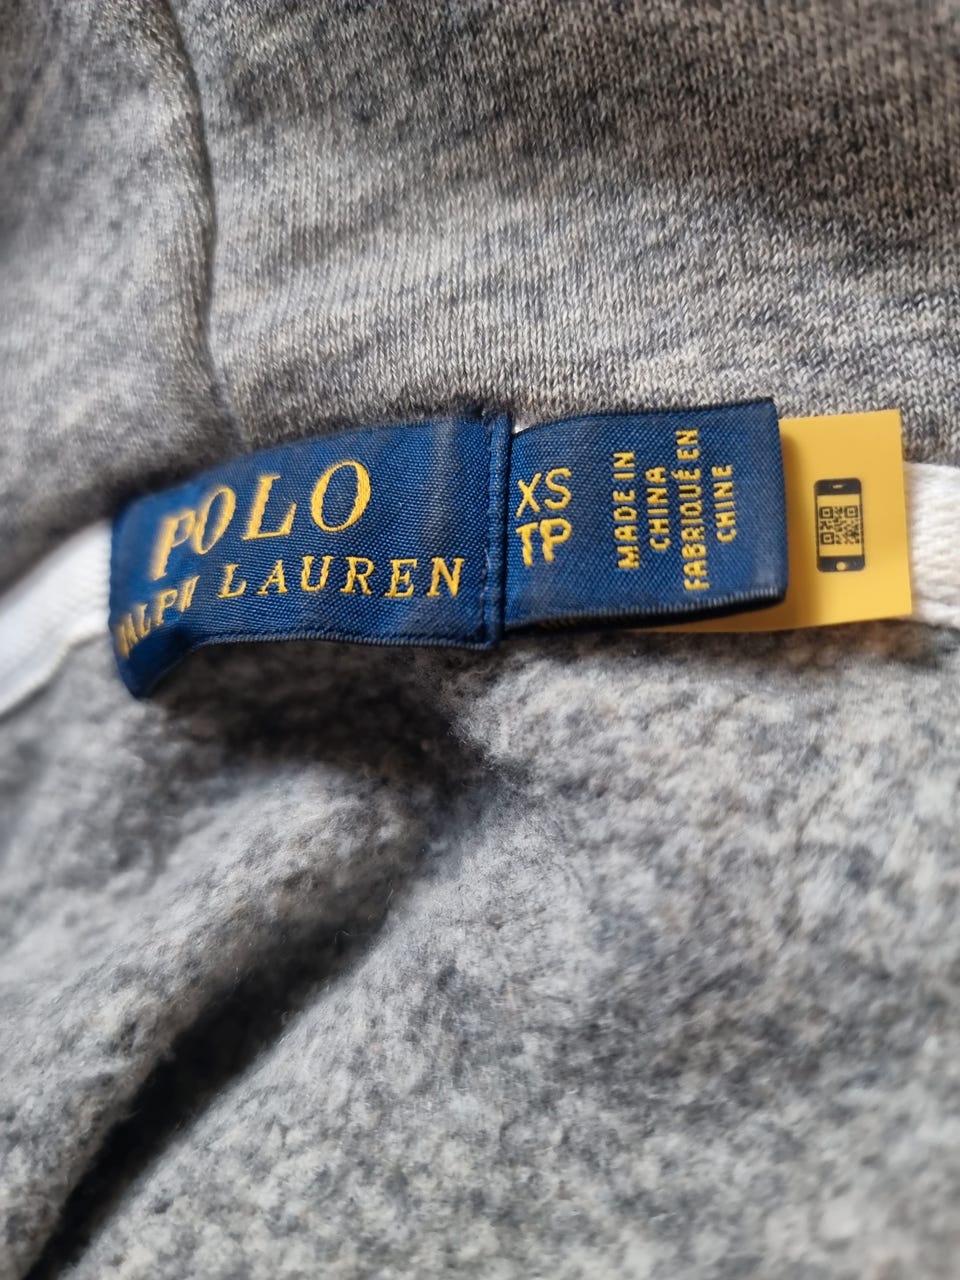 POLO
RALPH LAUREN
XS
TP
MADE IN
CHINA
FABRIQUÉ EN
CHINE